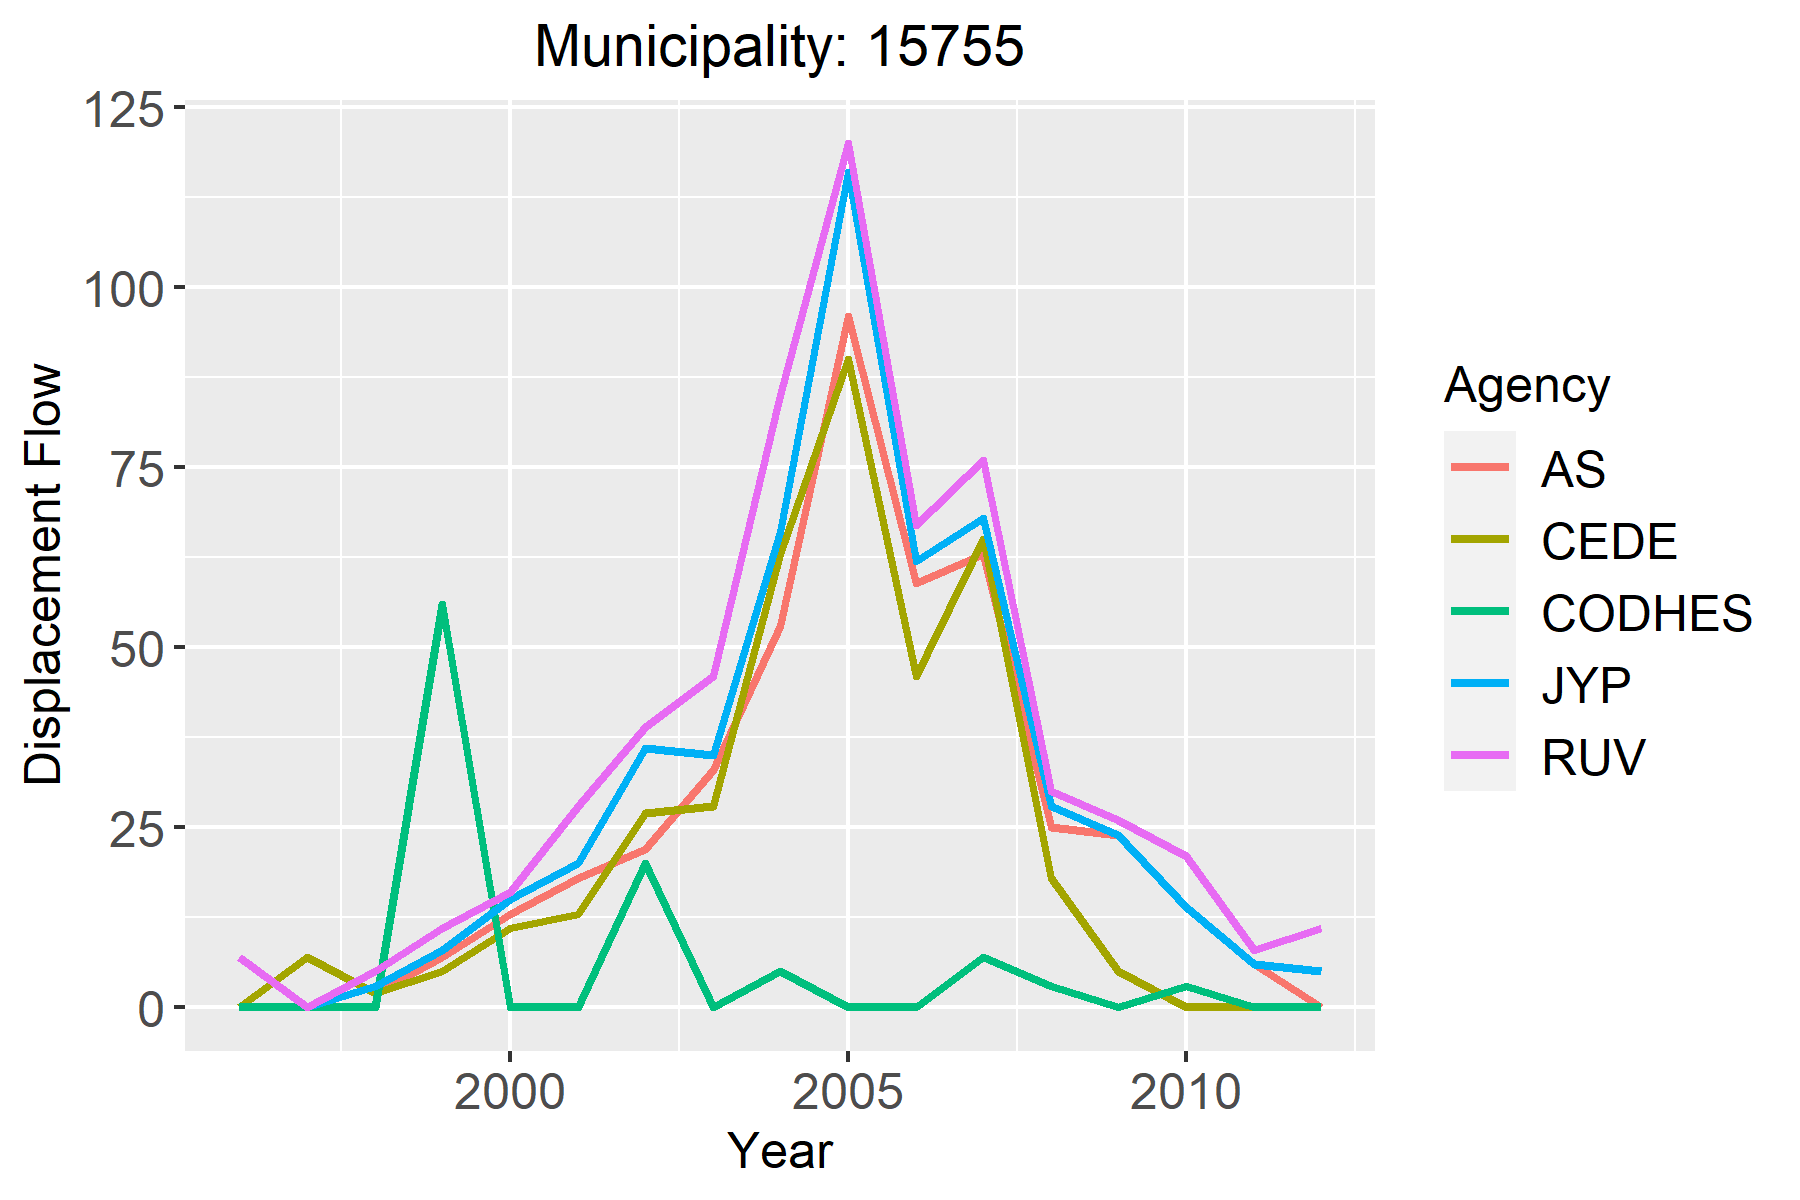 Municipality: 15755
Displacement Flow
125
100
75
50
25
0
2000 2005 2010
Year
Agency
AS
CEDE
CODHES
JYP
RUV